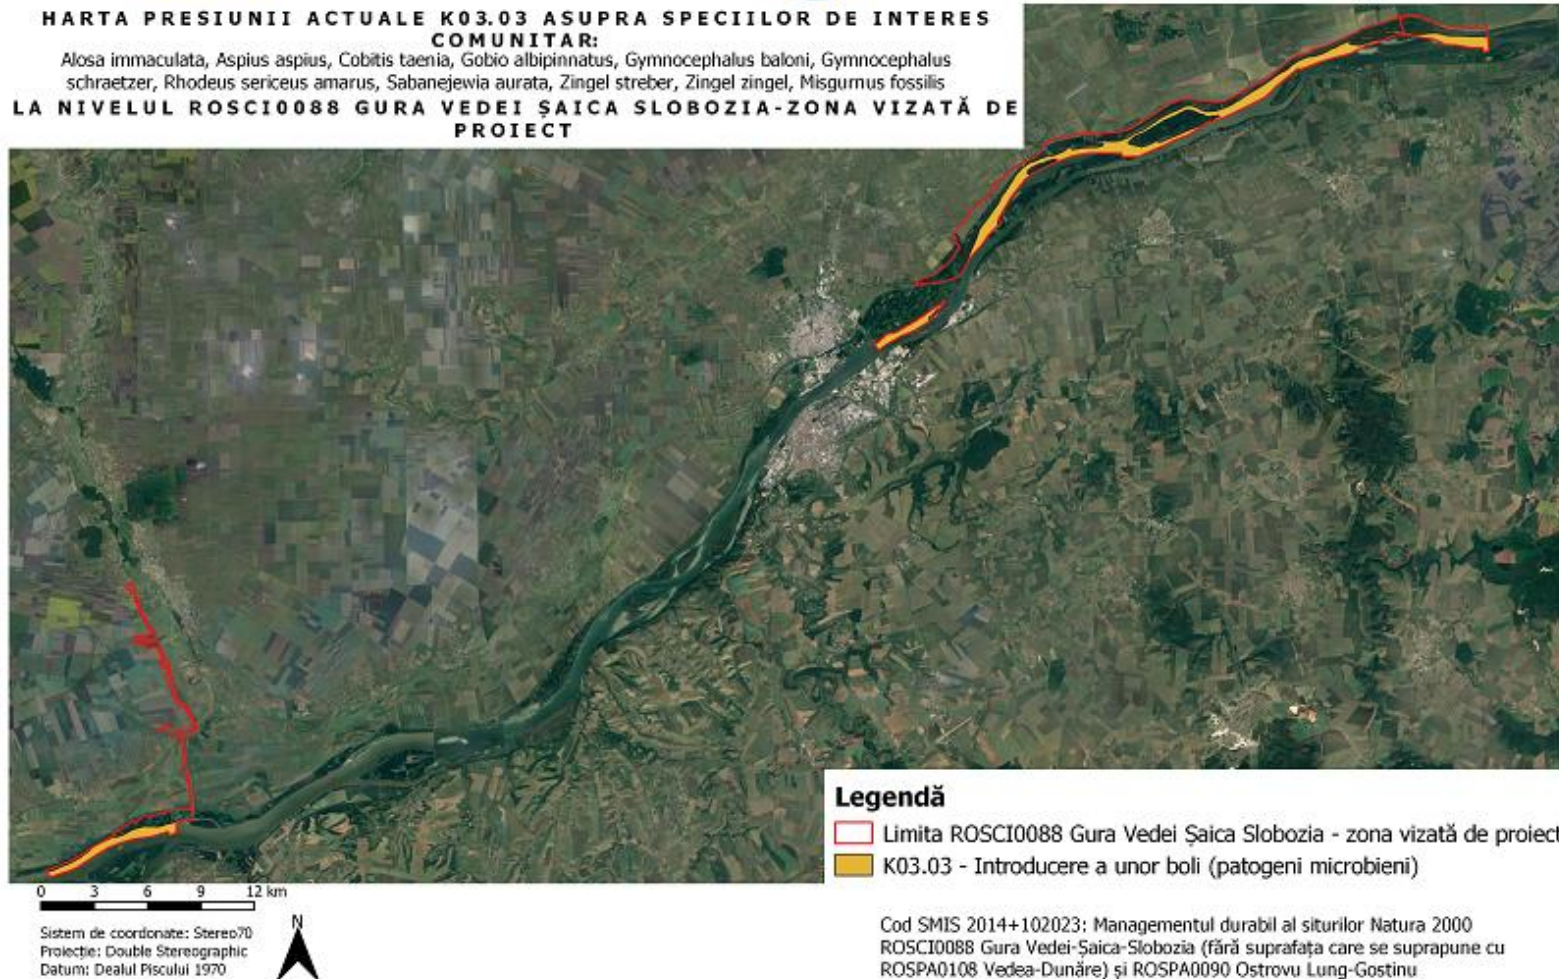 HARTA PRESIUNII ACTUALE K03.03 ASUPRA SPECIILOR DE INTERES
COMUNITAR:
Alosa immaculata, Aspius aspius, Cobitis taenia, Gobio albipinnatus, Gymnocephalus baloni, Gymnocephalus
schraetzer, Rhodeus sericeus amarus, Sabanejewia aurata, Zingel streber, Zingel zingel, Misgurnus fossilis
LA NIVELUL ROSCI0088 GURA VEDEI ȘAICA SLOBOZIA-ZONA VIZATĂ DE
PROIECT
Legendă
Limita ROSCI0088 Gura Vedei Șaica Slobozia - zona vizată de proiect
K03.03 - Introducere a unor boli (patogeni microbieni)
0 3 6 9 12 km
N
Sistem de coordonate: Stereo70
Proiecție: Double Stereographic
Datum: Dealul Piscului 1970
Cod SMIS 2014+102023: Managementul durabil al siturilor Natura 2000
ROSCI0088 Gura Vedei-Șaica-Slobozia (fără suprafața care se suprapune cu
ROSPA0108 Vedea-Dunăre) și ROSPA0090 Ostrovu Lung-Gostinu